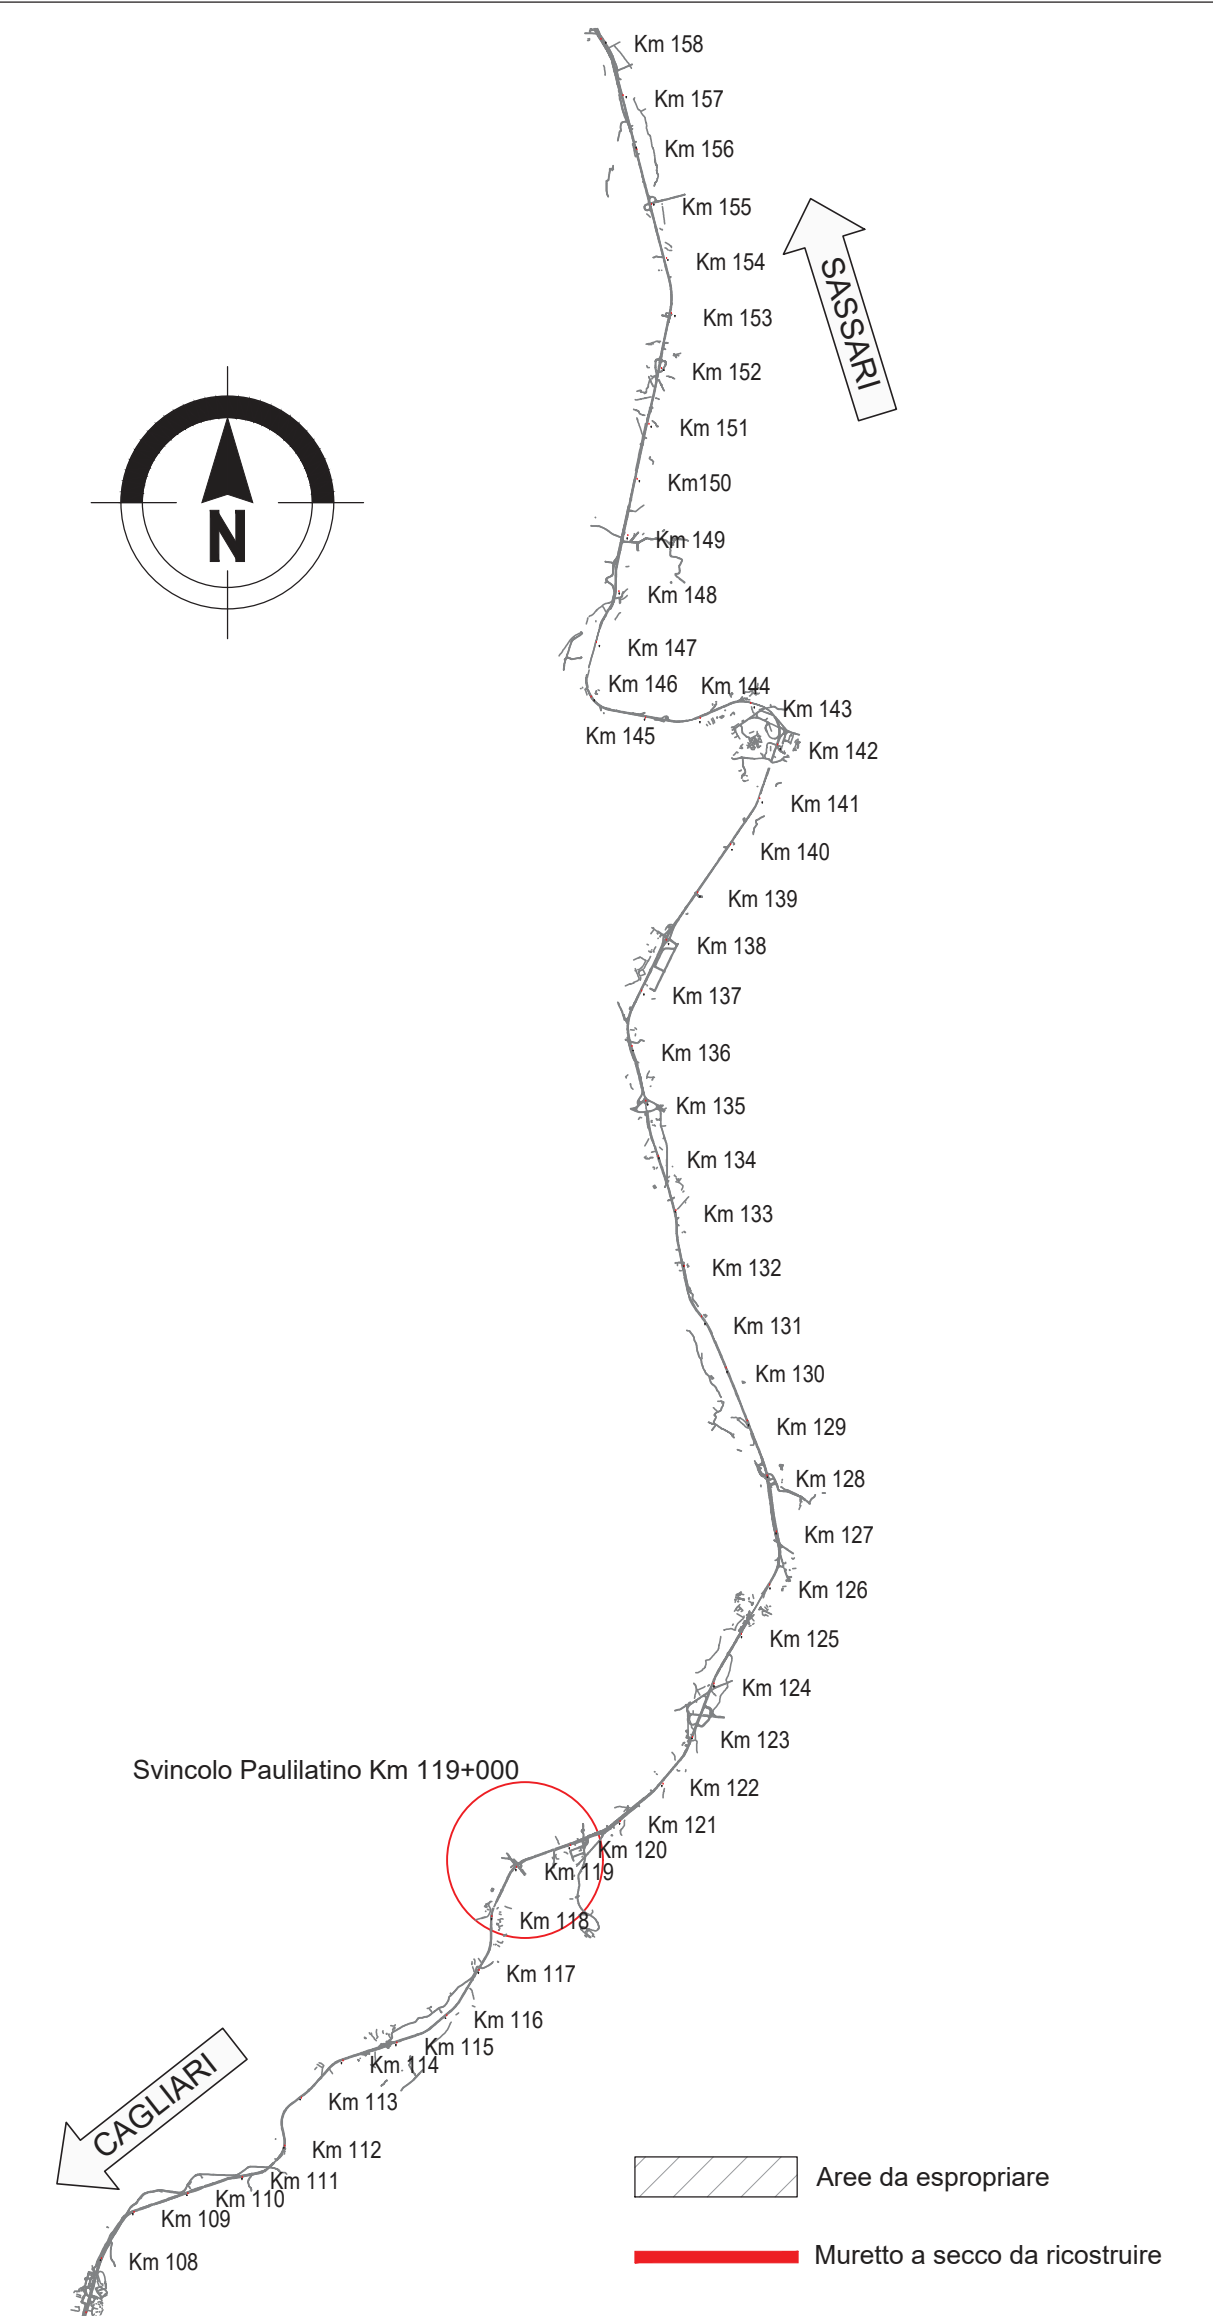 Km 158
Km 157
Km 156
Km 155
Km 154
SASSARI
Km 153
Km 152
Km 151
Km150
N
Km 149
Km 148
Km 147
Km 146
Km 144
Km 143
Km 145
Km 142
Km 141
Km 140
Km 139
Km 138
Km 137
Km 136
Km 135
Km 134
Km 133
Km 132
Km 131
Km 130
Km 129
Km 128
Km 127
Km 126
Km 125
Km 124
Km 123
Svincolo Paulilatino Km 119+000
Km 122
Km 121
Km 120
Km 119
Km 118
Km 117
Km 116
Km 115
Km 114
CAGLIARI
Km 113
Km 112
Km 111
Km 110
Km 109
Km 108
Aree da espropriare
Muretto a secco da ricostruire